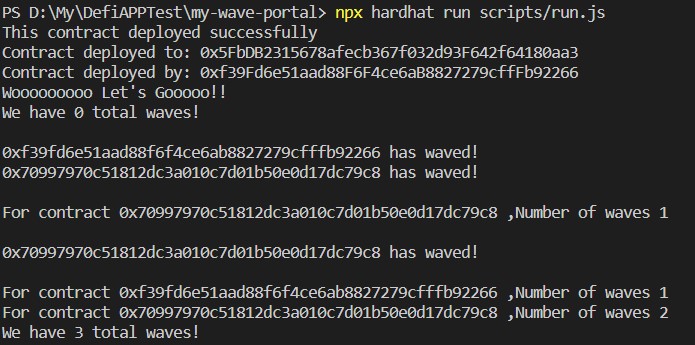 PS D:\My\DefiAPPTest\my-wave-portal> npx hardhat run scripts/run.js
This contract deployed successfully
Contract deployed to: 0x5FbDB2315678afecb367f032d93F642f64180aa3
Contract deployed by: 0xf39Fd6e51aad88F6F4ce6aB8827279cffFb92266
Wooooooooo Let's Gooooo!!
We have 0 total waves!
0xf39fd6e51aad88f6f4ce6ab8827279cfffb92266 has waved!
0x70997970c51812dc3a010c7d01b50e0d17dc79c8 has waved!
For contract 0x70997970c51812dc3a010c7d01b50e0d17dc79c8 ,Number of waves 1
0x70997970c51812dc3a010c7d01b50e0d17dc79c8 has waved!
For contract 0xf39fd6e51aad88f6f4ce6ab8827279cfffb92266 ,Number of waves 1
For contract 0x70997970c51812dc3a010c7d01b50e0d17dc79c8 ,Number of waves 2
We have 3 total waves!